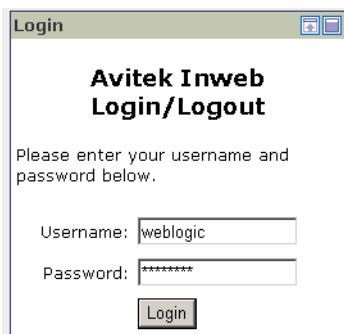 Login
Avitek Inweb
Login/Logout
Please enter your username and
password below.
Username: weblogic
Password: ********
Login